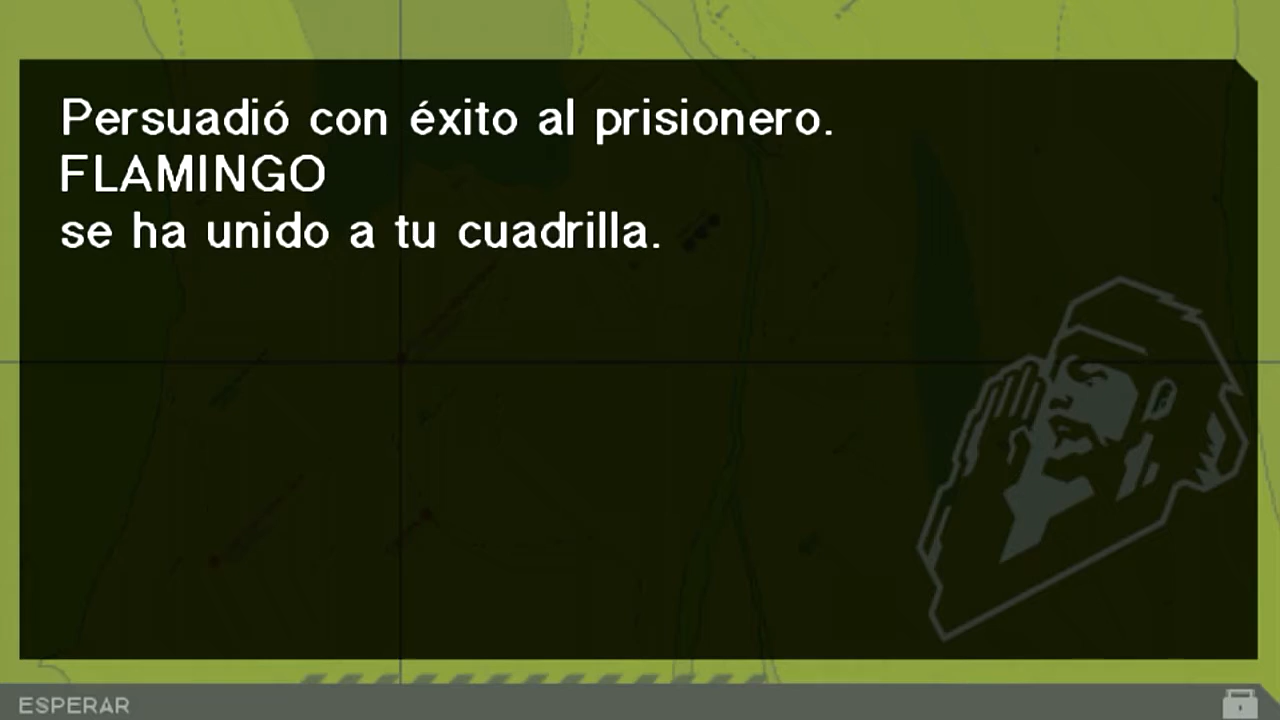 Persuadió con éxito al prisionero.
FLAMINGO
se ha unido a tu cuadrilla.
ESPERAR